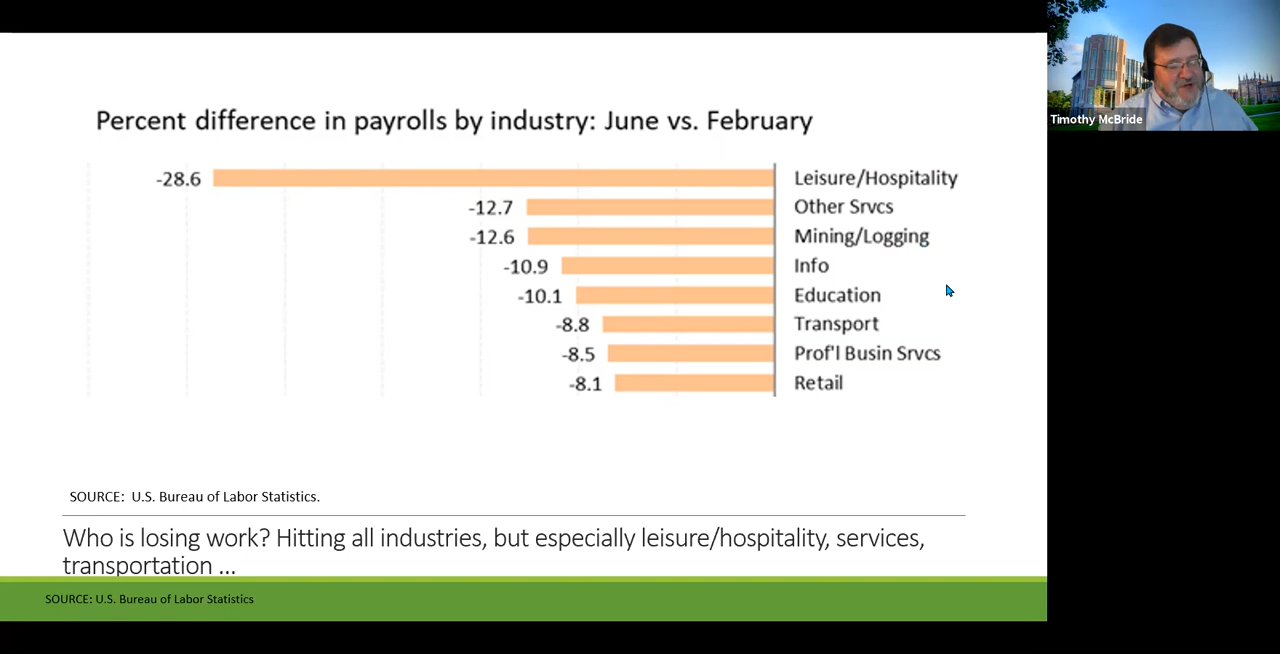 Percent difference in payrolls by industry: June vs. February
-28.6 Leisure/Hospitality
-12.7 Other Srvcs
-12.6 Mining/Logging
-10.9 Info
-10.1 Education
-8.8 Transport
-8.5 Prof'l Busin Srvcs
-8.1 Retail
SOURCE: U.S. Bureau of Labor Statistics.
Who is losing work? Hitting all industries, but especially leisure/hospitality, services,
transportation ...
SOURCE: U.S. Bureau of Labor Statistics
Timothy McBride